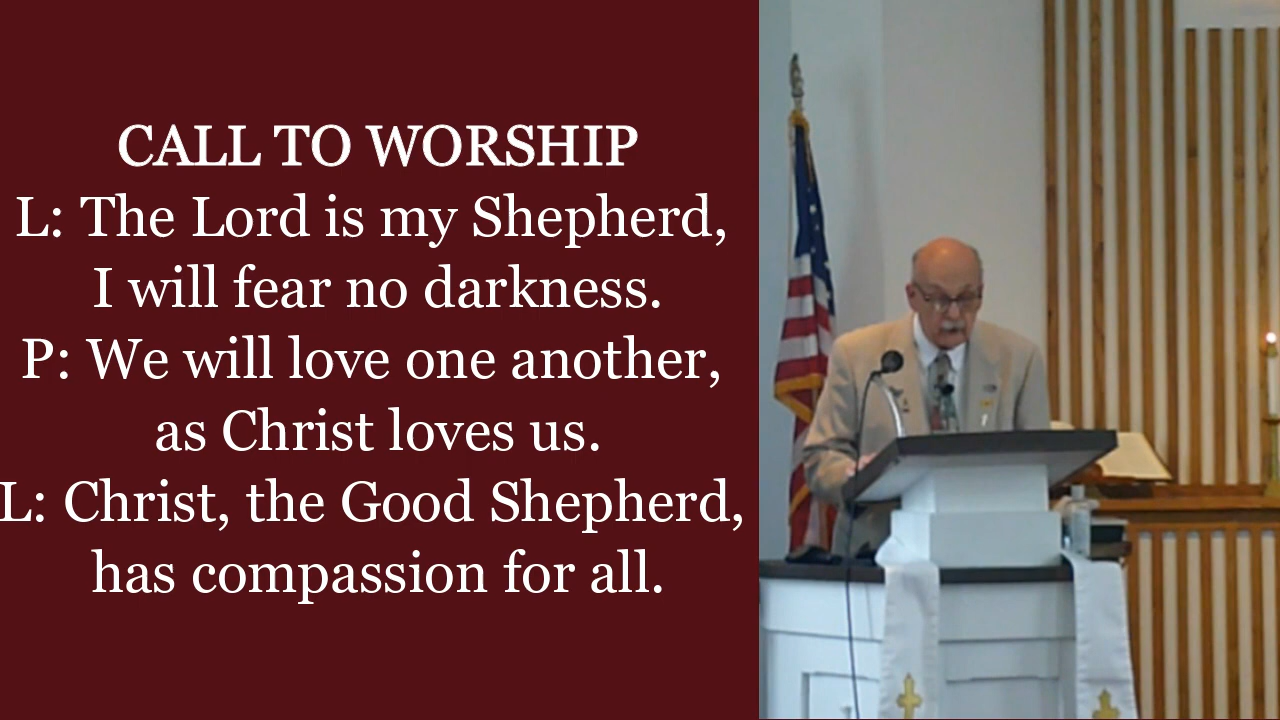 CALL TO WORSHIP
L: The Lord is my Shepherd,
I will fear no darkness.
P: We will love one another,
as Christ loves us.
L: Christ, the Good Shepherd,
has compassion for all.